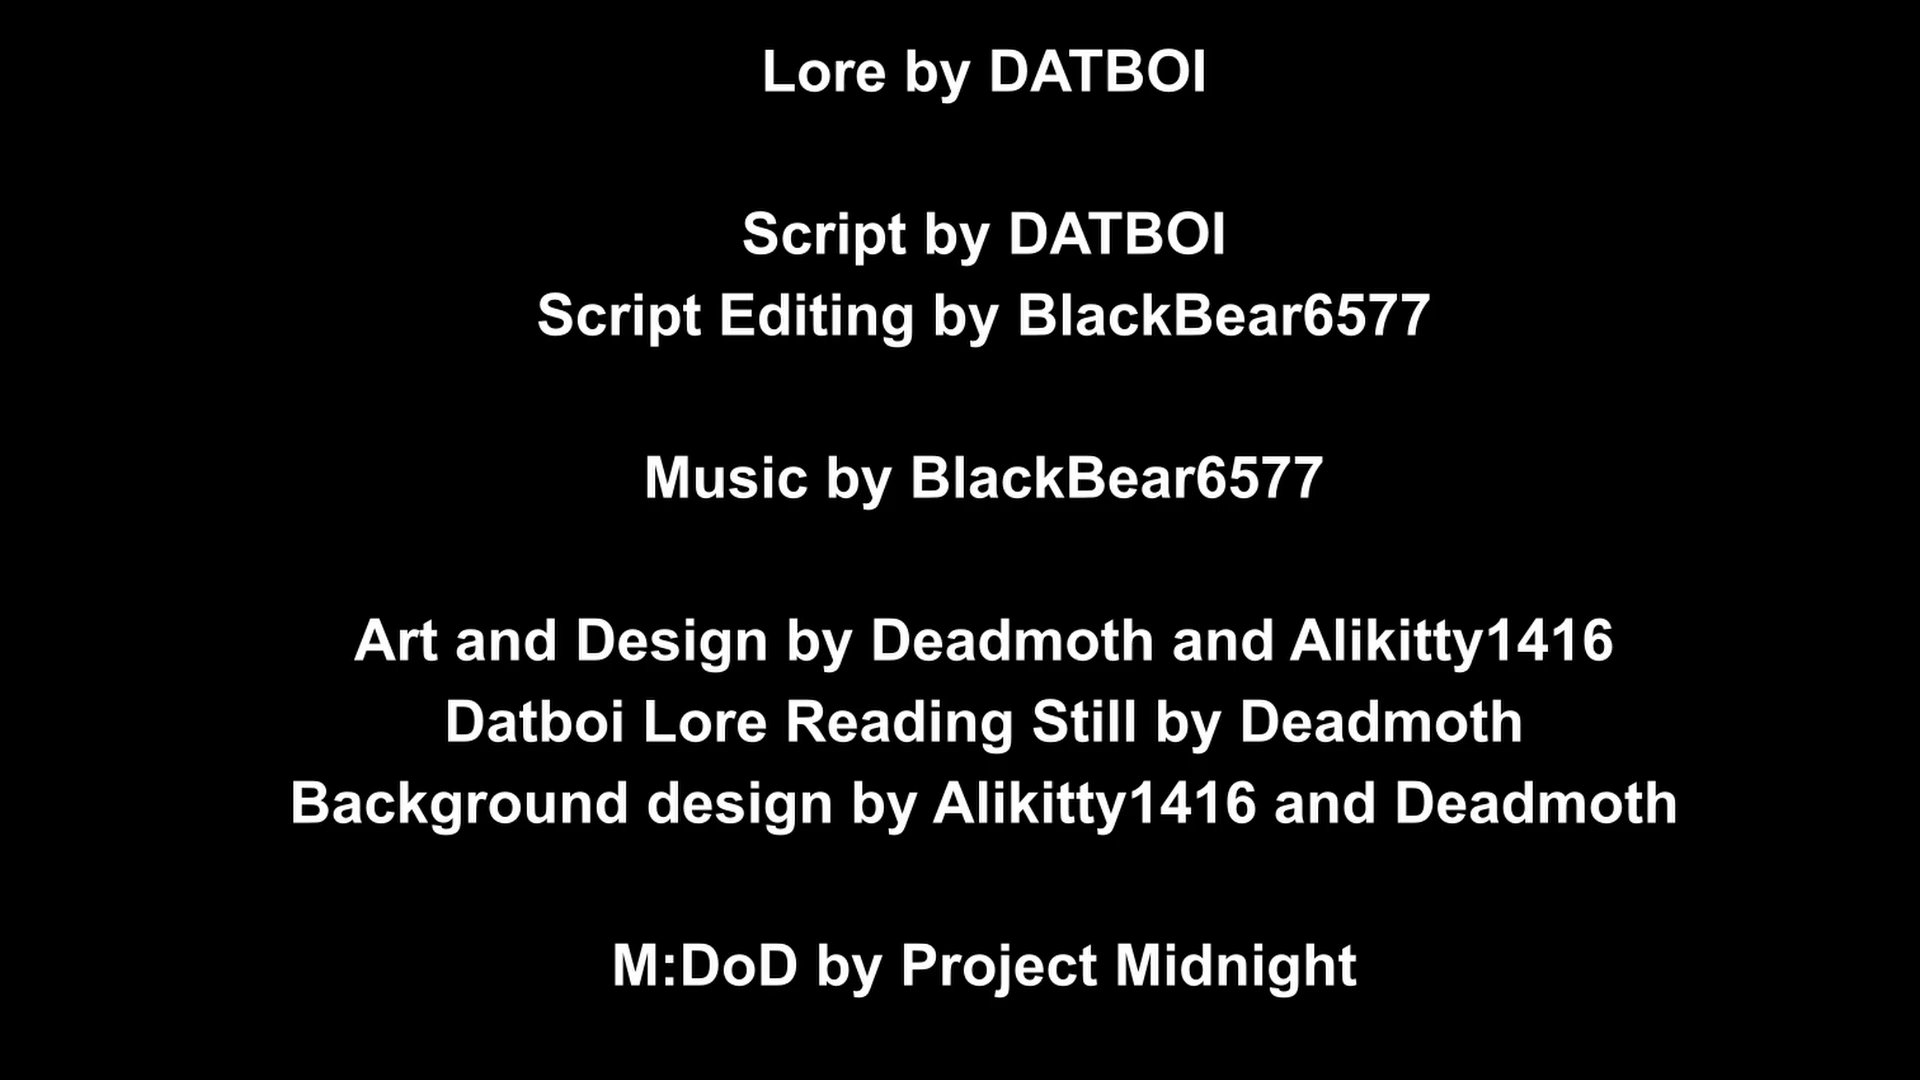 Lore by DATBOI
Script by DATBOI
Script Editing by BlackBear6577
Music by BlackBear6577
Art and Design by Deadmoth and Alikitty1416
Datboi Lore Reading Still by Deadmoth
Background design by Alikitty1416 and Deadmoth
M:DoD by Project Midnight